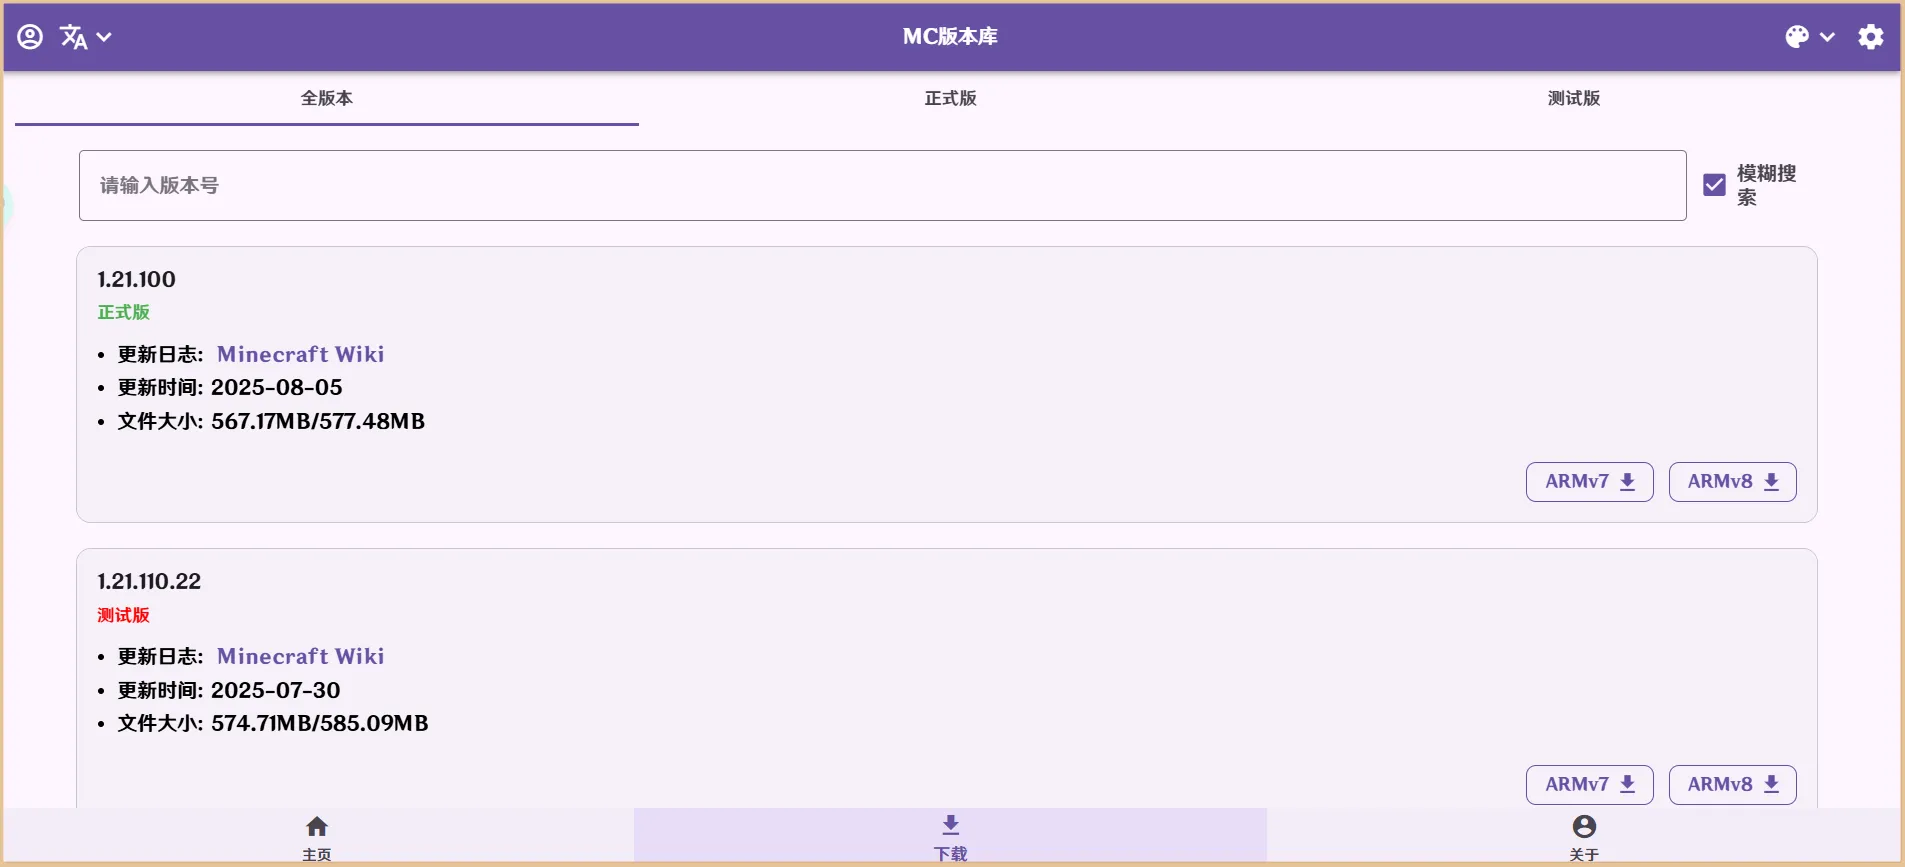 MC版本库
全版本
正式版
测试版
请输入版本号
模糊搜
索
1.21.100
正式版
• 更新日志: Minecraft Wiki
• 更新时间: 2025-08-05
• 文件大小: 567.17MB/577.48MB
ARMv7
ARMv8
1.21.110.22
测试版
• 更新日志: Minecraft Wiki
• 更新时间: 2025-07-30
• 文件大小: 574.71MB/585.09MB
ARMv7
ARMv8
主页
下载
关于